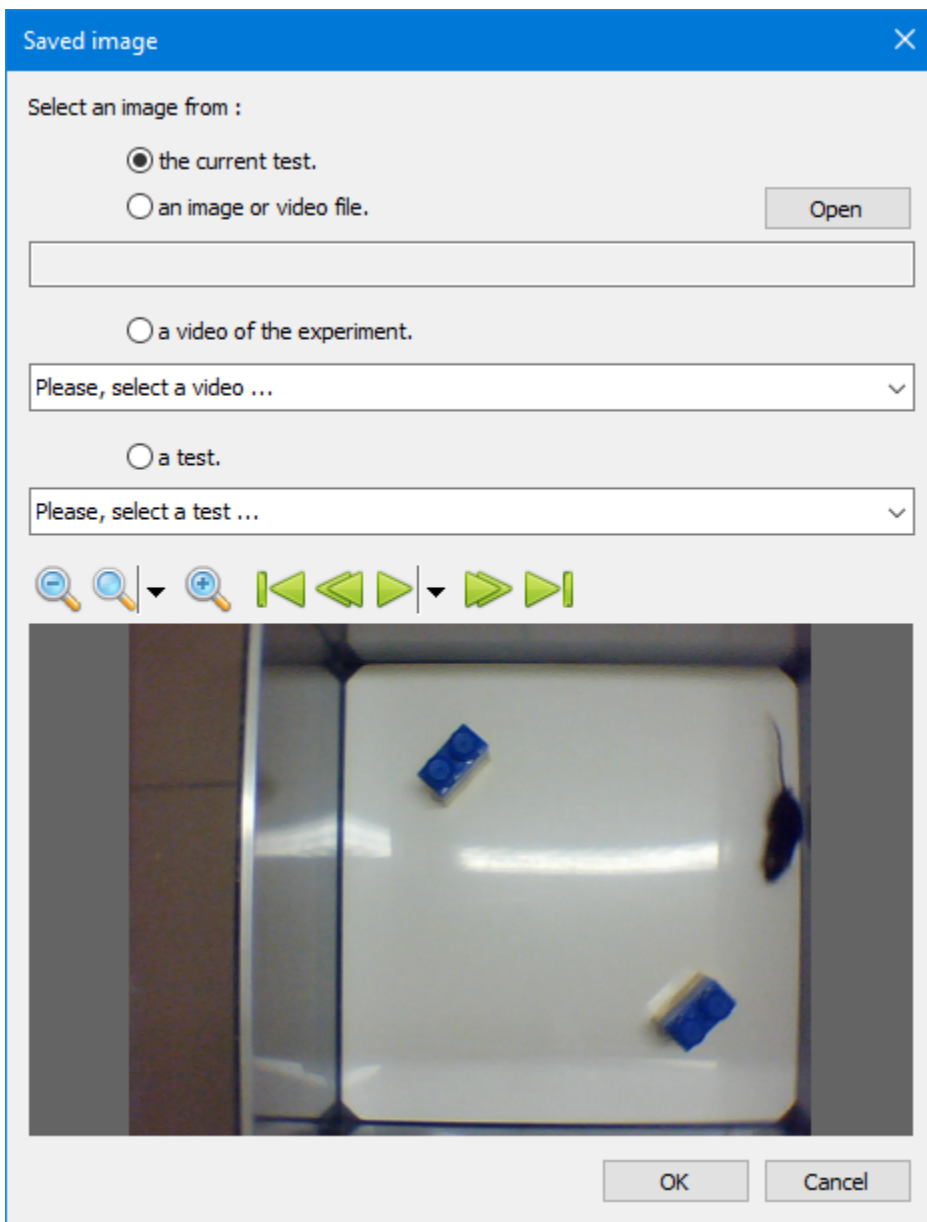 Saved image
Select an image from :
the current test.
an image or video file.
Open
a video of the experiment.
Please, select a video ...
a test.
Please, select a test ...
OK
Cancel